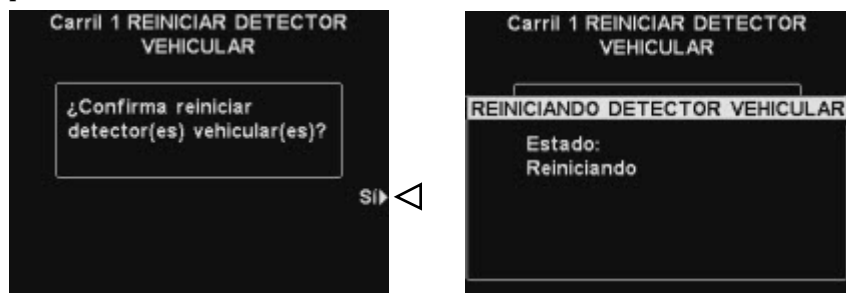 Carril 1 REINICIAR DETECTOR
VEHICULAR
¿Confirma reiniciar
detector(es) vehicular(es)?
Sí
Carril 1 REINICIAR DETECTOR
VEHICULAR
REINICIANDO DETECTOR VEHICULAR
Estado:
Reiniciando